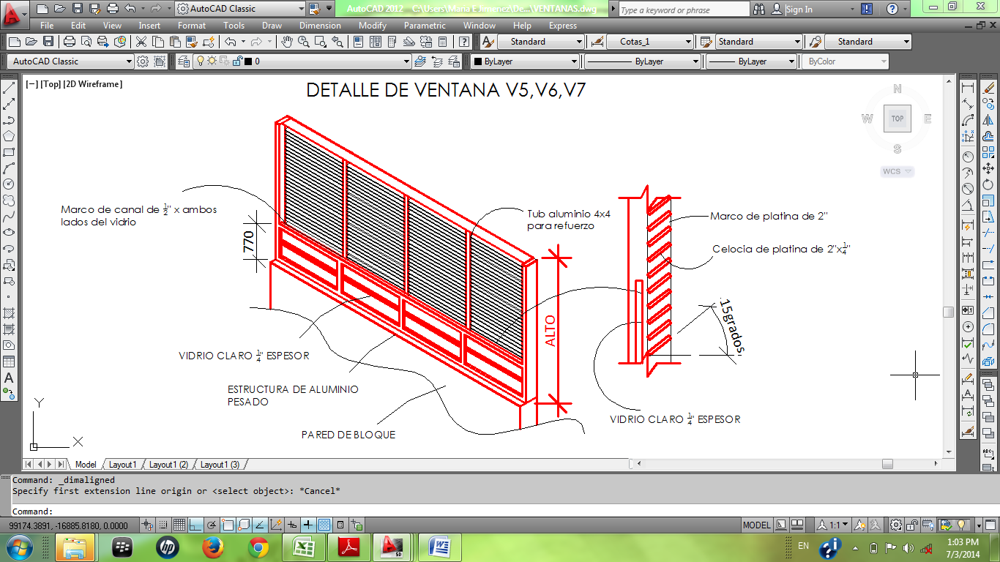 AutoCAD Classic
AutoCAD 2012 C:\Users\Maria E Jimenez\De...\VENTANAS.dwg
Type a keyword or phrase
Sign In
File Edit View Insert Format Tools Draw Dimension Modify Parametric Window Help Express
Standard Cotas_1 Standard Standard
AutoCAD Classic 0 ByLayer ByLayer ByLayer ByColor
[−] [Top] [2D Wireframe]
DETALLE DE VENTANA V5,V6,V7
N
W TOP E
S
WCS
Marco de canal de 1/2" x ambos
lados del vidrio
770
Tub aluminio 4x4
para refuerzo
Marco de platina de 2"
Celocia de platina de 2"x1/4"
ALTO
15grados
VIDRIO CLARO 1/4" ESPESOR
ESTRUCTURA DE ALUMINIO
PESADO
PARED DE BLOQUE
VIDRIO CLARO 1/4" ESPESOR
Y
X
Model Layout1 Layout1 (2) Layout1 (3)
Command: _dimaligned
Specify first extension line origin or <select object>: *Cancel*
Command:
99174.3891, -16885.8180, 0.0000
MODEL 1:1
EN
1:03 PM
7/3/2014